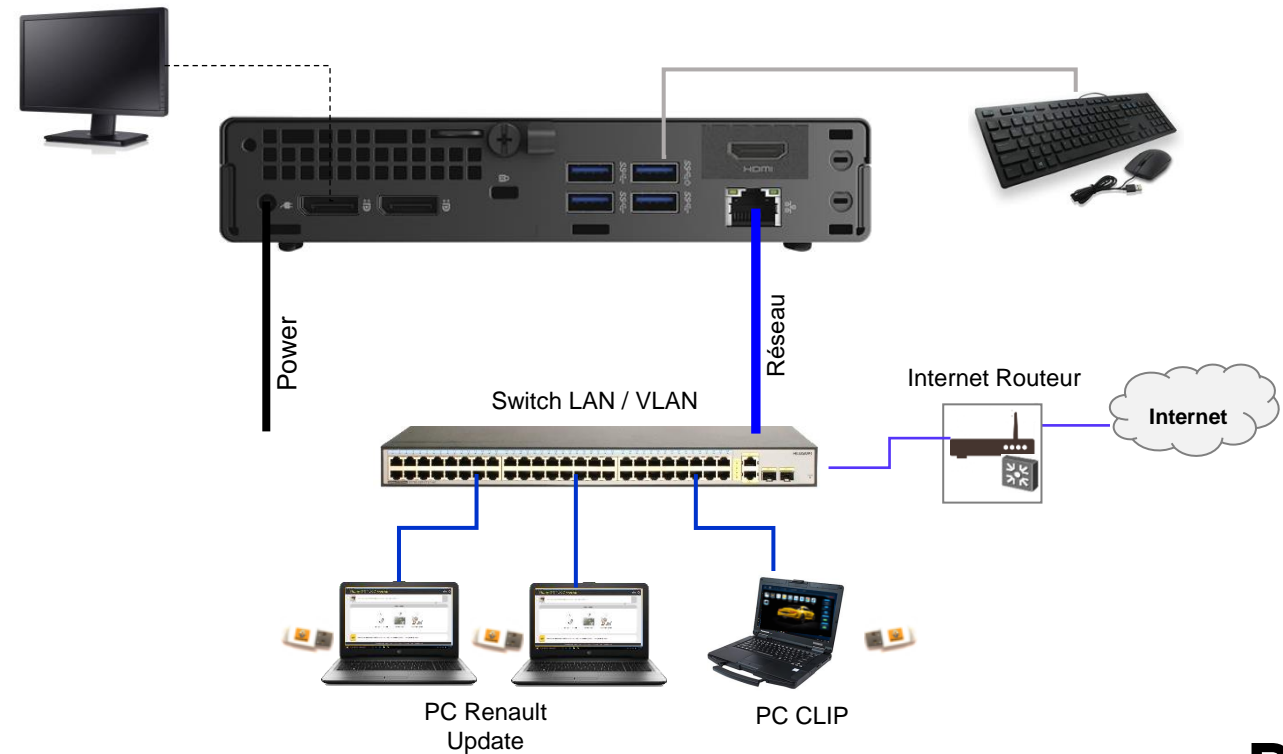 HDMI
Power
Réseau
Switch LAN / VLAN
Internet Routeur
Internet
PC Renault
Update
PC CLIP